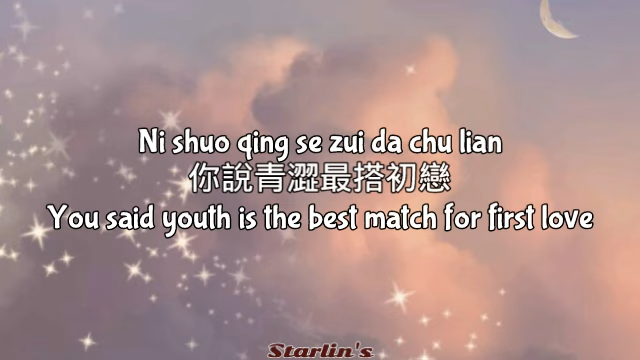 Ni shuo qing se zui da chu lian
你說青澀最搭初戀
You said youth is the best match for first love
Starlin's